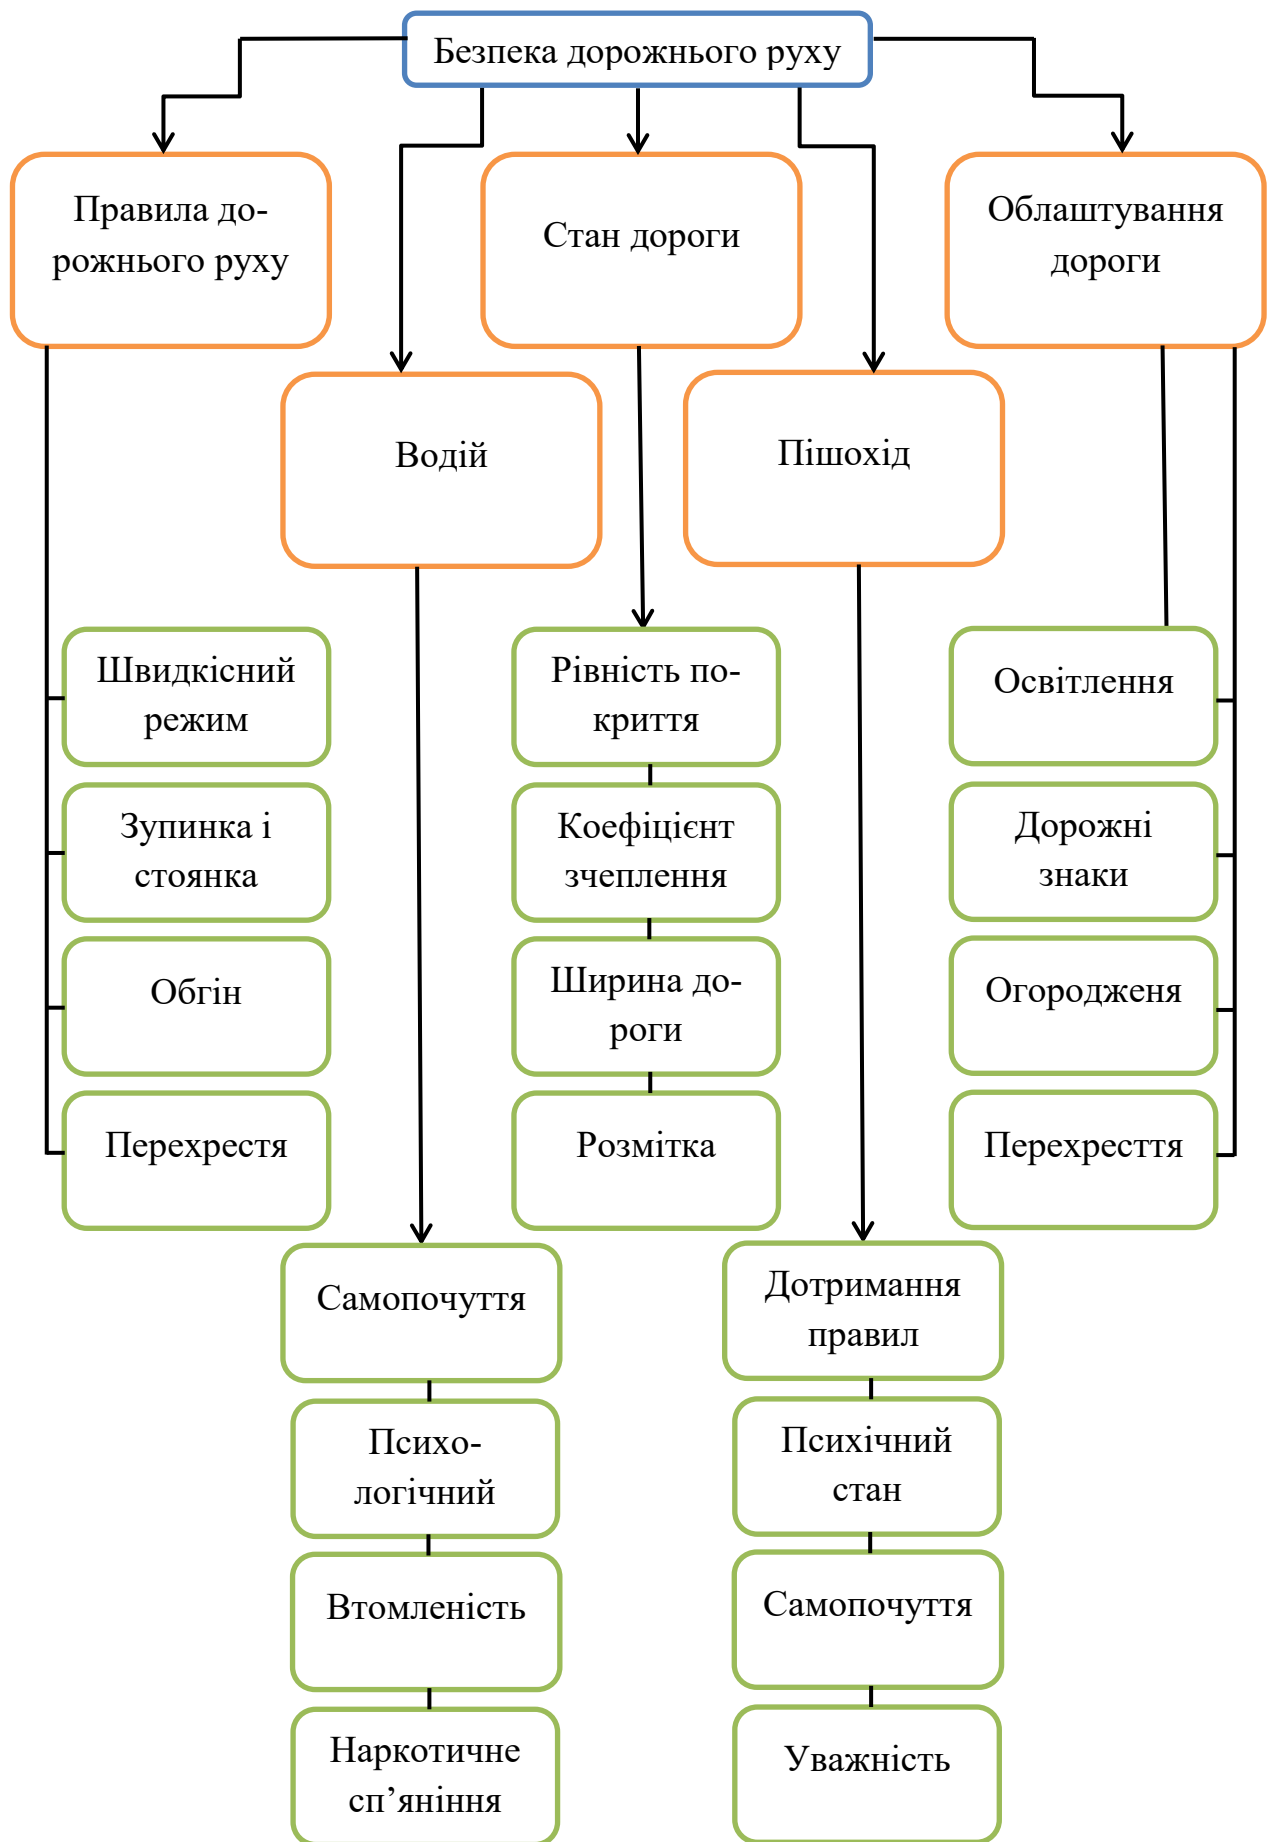 Безпека дорожнього руху
Правила до-
рожнього руху
Стан дороги
Облаштування
дороги
Водій
Пішохід
Швидкісний
режим
Рівність по-
криття
Освітлення
Зупинка і
стоянка
Коефіцієнт
зчеплення
Дорожні
знаки
Обгін
Ширина до-
роги
Огородженя
Перехрестя
Розмітка
Перехресття
Самопочуття
Дотримання
правил
Психо-
логічний
Психічний
стан
Втомленість
Самопочуття
Наркотичне
сп’яніння
Уважність